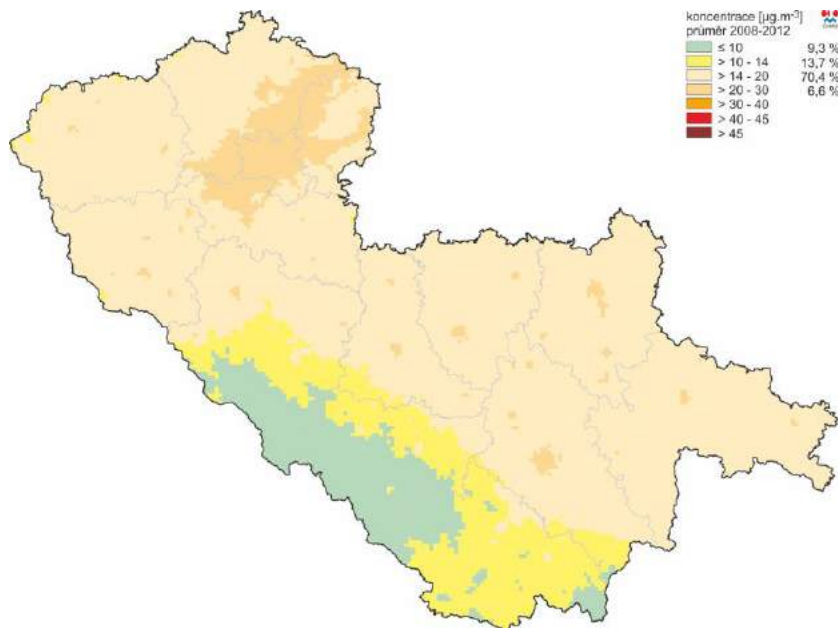 koncentrace [µg.m⁻³]
průměr 2008-2012
≤ 10 9,3 %
> 10 - 14 13,7 %
> 14 - 20 70,4 %
> 20 - 30 6,6 %
> 30 - 40
> 40 - 45
> 45